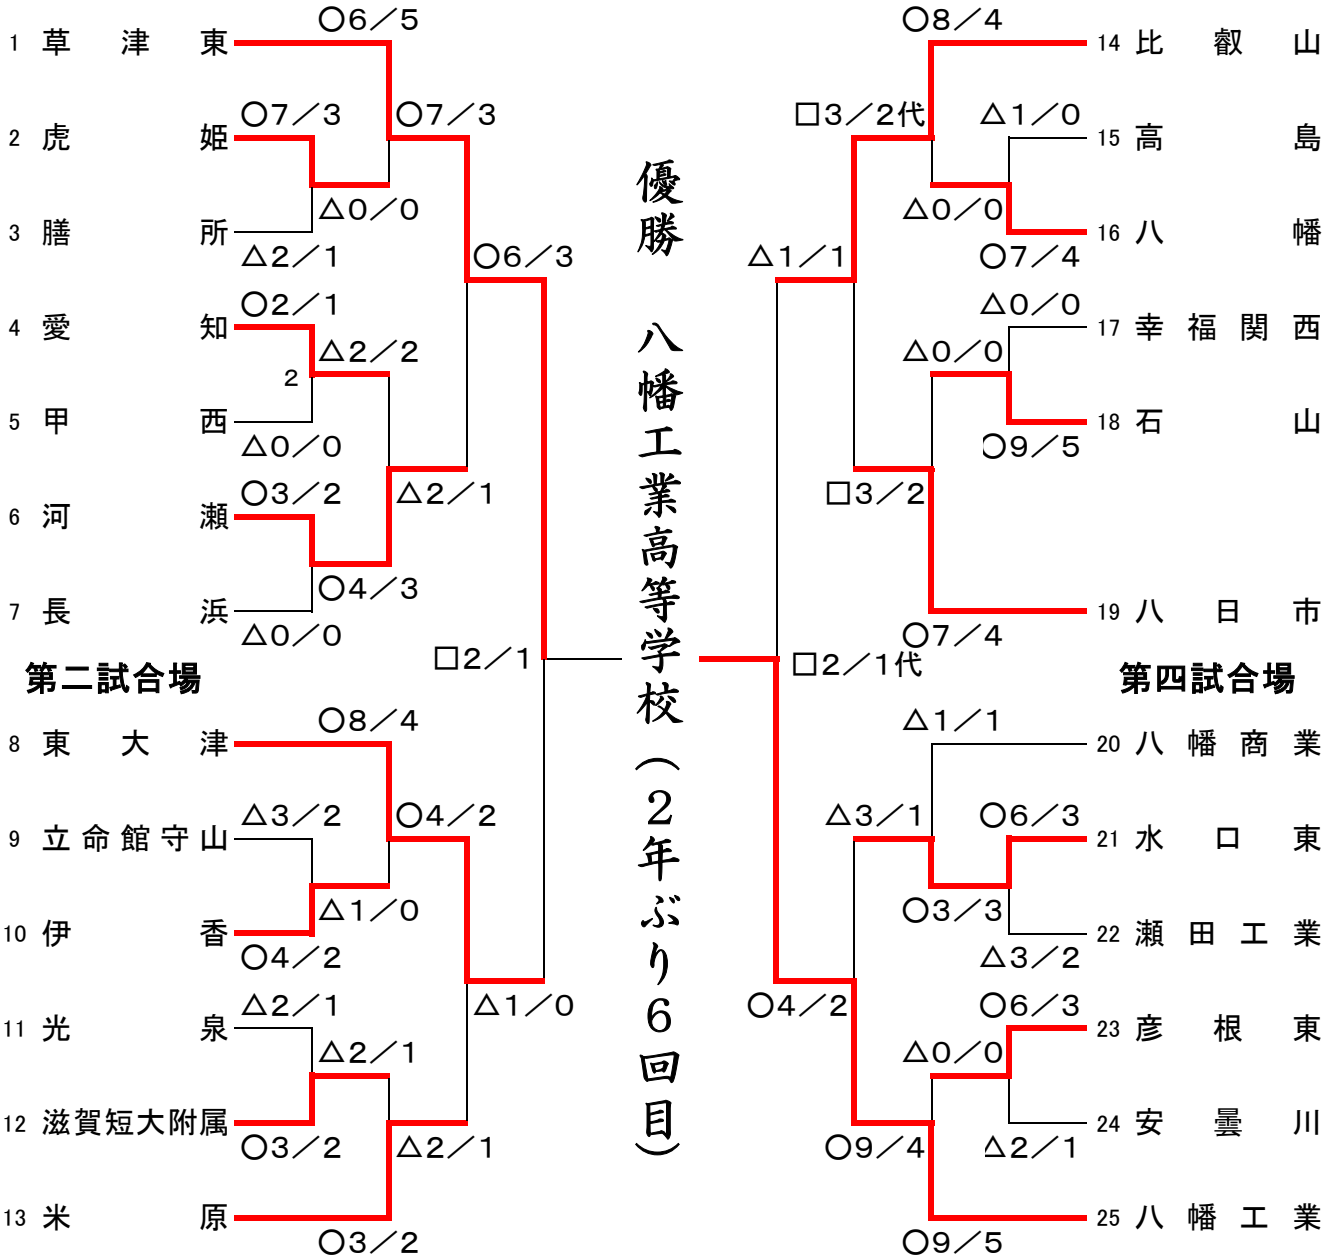 ○6／5
1 草津東
○7／3
○7／3
2 虎姫
△0／0
3 膳所
△2／1
○6／3
○2／1
4 愛知
△2／2
2
5 甲西
△0／0
○3／2
△2／1
6 河瀬
○4／3
7 長浜
△0／0
□2／1
第二試合場
○8／4
8 東大津
△3／2
○4／2
9 立命館守山
△1／0
10 伊香
○4／2
△2／1
△1／0
11 光泉
△2／1
12 滋賀短大附属
○3／2
△2／1
13 米原
○3／2
優勝 八幡工業高等学校（２年ぶり６回目）
○8／4
14 比叡山
□3／2代
△1／0
15 高島
△0／0
16 八幡
△1／1
○7／4
△0／0
17 幸福関西
△0／0
18 石山
○9／5
□3／2
19 八日市
○7／4
□2／1代
第四試合場
△1／1
20 八幡商業
△3／1
○6／3
21 水口東
○3／3
22 瀬田工業
△3／2
○4／2
○6／3
23 彦根東
△0／0
24 安曇川
○9／4
△2／1
25 八幡工業
○9／5